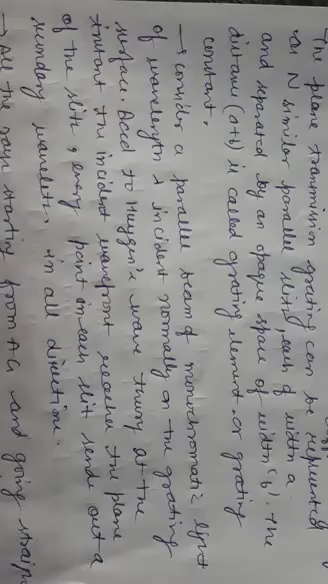 The plane transmission grating can be represented
as N similar parallel slits, each of width a
and separated by an opaque space of width (b). The
distance (a+b) is called grating element or grating
constant.
→ consider a parallel beam of monochromatic light
of wavelength λ incident normally on the grating
surface. Acod to Huygen's wave theory at the
instant the incident wavefront reaches the plane
of the slits, every point in each slit sends out a
secondary wavelets, in all direction.
→ All the rays starting from AG and going straigh